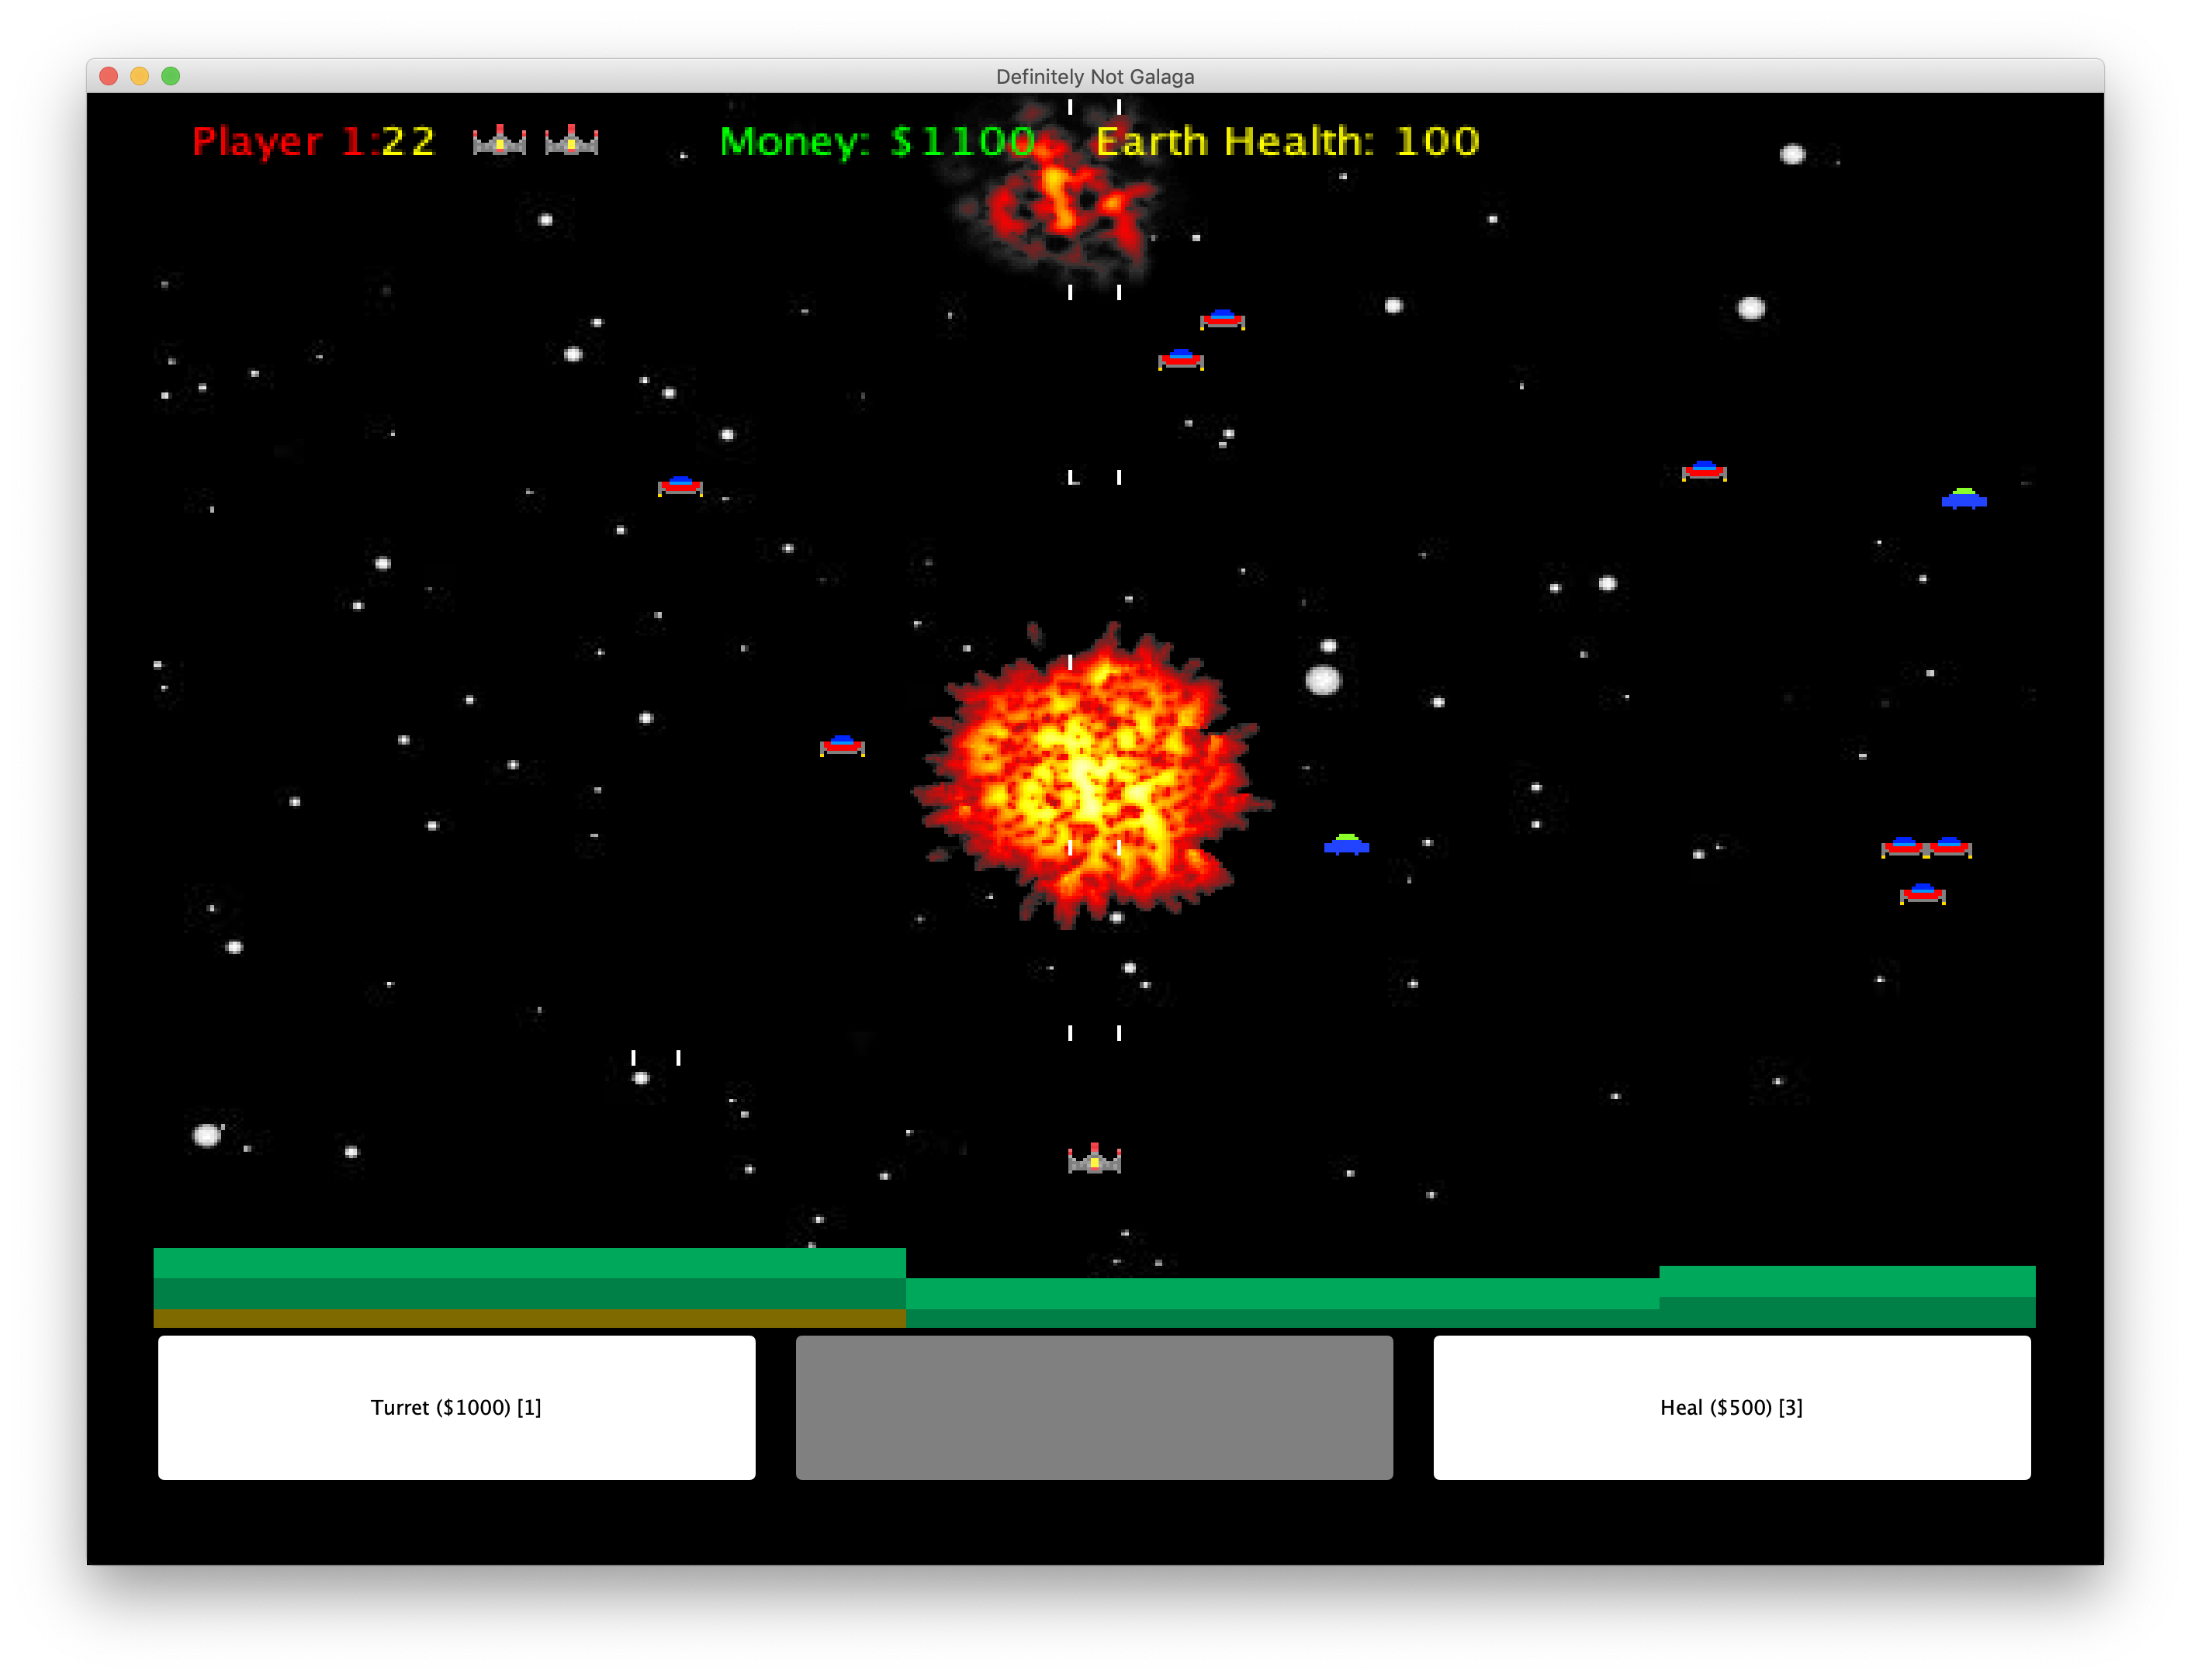 Definitely Not Galaga
Player 1:22 Money: $1100 Earth Health: 100
Turret ($1000) [1]
Heal ($500) [3]